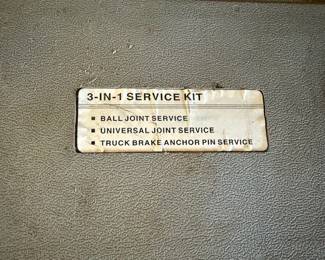 3-IN-1 SERVICE KIT
▪ BALL JOINT SERVICE
▪ UNIVERSAL JOINT SERVICE
▪ TRUCK BRAKE ANCHOR PIN SERVICE